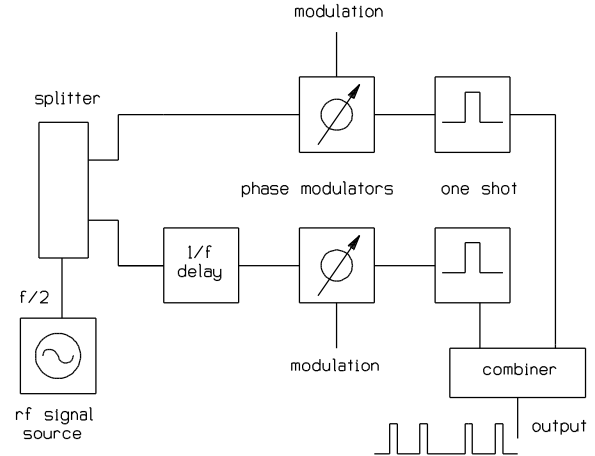 modulation
splitter
phase modulators
one shot
1/f
delay
f/2
modulation
combiner
rf signal
source
output